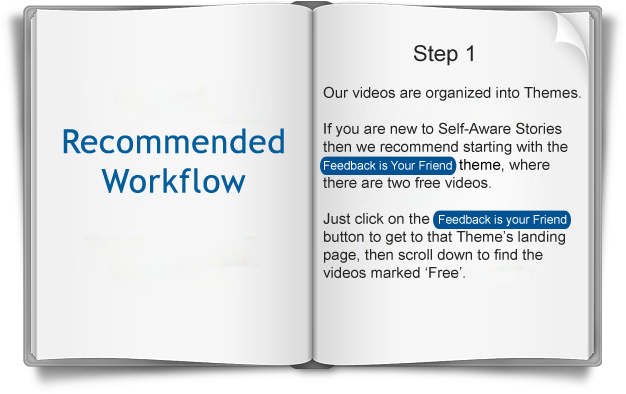 Recommended
Workflow
Step 1
Our videos are organized into Themes.
If you are new to Self-Aware Stories
then we recommend starting with the
Feedback is Your Friend theme, where
there are two free videos.
Just click on the Feedback is your Friend
button to get to that Theme's landing
page, then scroll down to find the
videos marked ‘Free’.